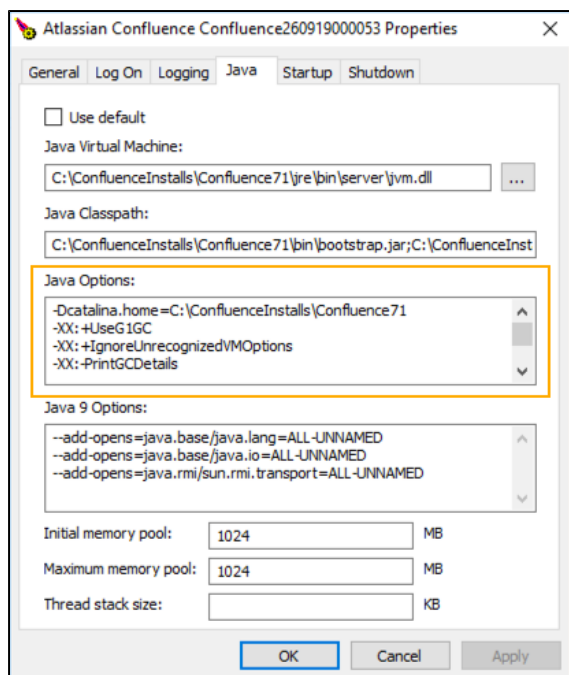 Atlassian Confluence Confluence260919000053 Properties
General Log On Logging Java Startup Shutdown
Use default
Java Virtual Machine:
C:\ConfluenceInstalls\Confluence71\jre\bin\server\jvm.dll ...
Java Classpath:
C:\ConfluenceInstalls\Confluence71\bin\bootstrap.jar;C:\ConfluenceInst
Java Options:
-Dcatalina.home=C:\ConfluenceInstalls\Confluence71
-XX:+UseG1GC
-XX:+IgnoreUnrecognizedVMOptions
-XX:-PrintGCDetails
Java 9 Options:
--add-opens=java.base/java.lang=ALL-UNNAMED
--add-opens=java.base/java.io=ALL-UNNAMED
--add-opens=java.rmi/sun.rmi.transport=ALL-UNNAMED
Initial memory pool: 1024 MB
Maximum memory pool: 1024 MB
Thread stack size: KB
OK Cancel Apply